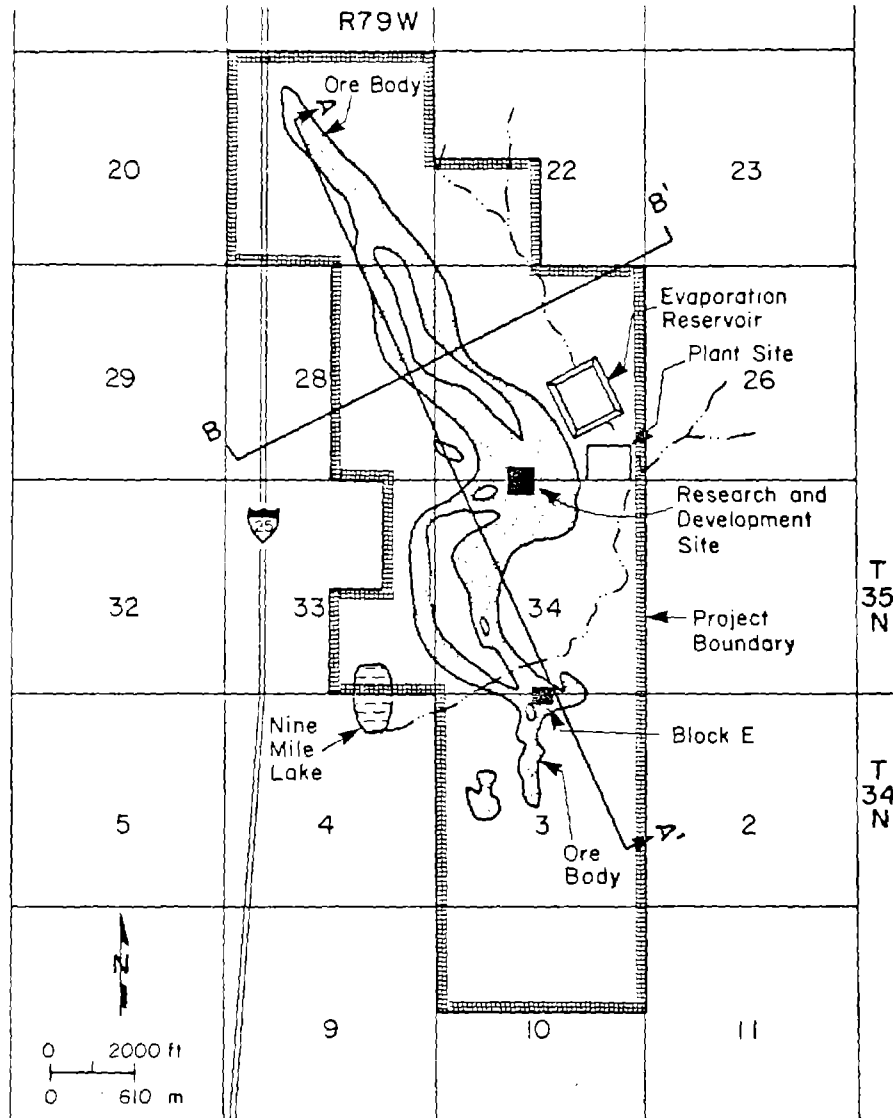 R79W
Ore Body
A
20
22
23
B'
Evaporation
Reservoir
Plant Site
29
28
26
B
25
Research and
Development
Site
T
35
N
32
33
34
Project
Boundary
Nine
Mile
Lake
Block E
T
34
N
5
4
3
2
A'
Ore
Body
N
9
10
11
0 2000 ft
0 610 m